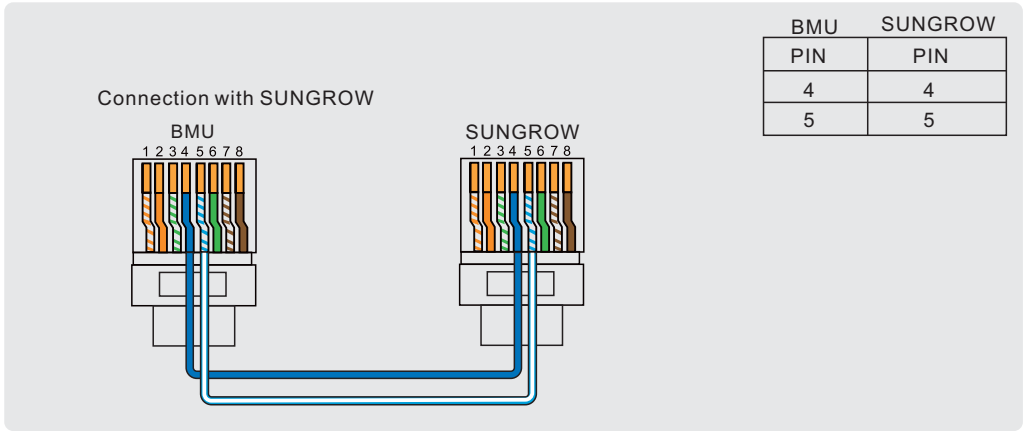 BMU SUNGROW
PIN PIN
4 4
5 5
Connection with SUNGROW
BMU
1 2 3 4 5 6 7 8
SUNGROW
1 2 3 4 5 6 7 8